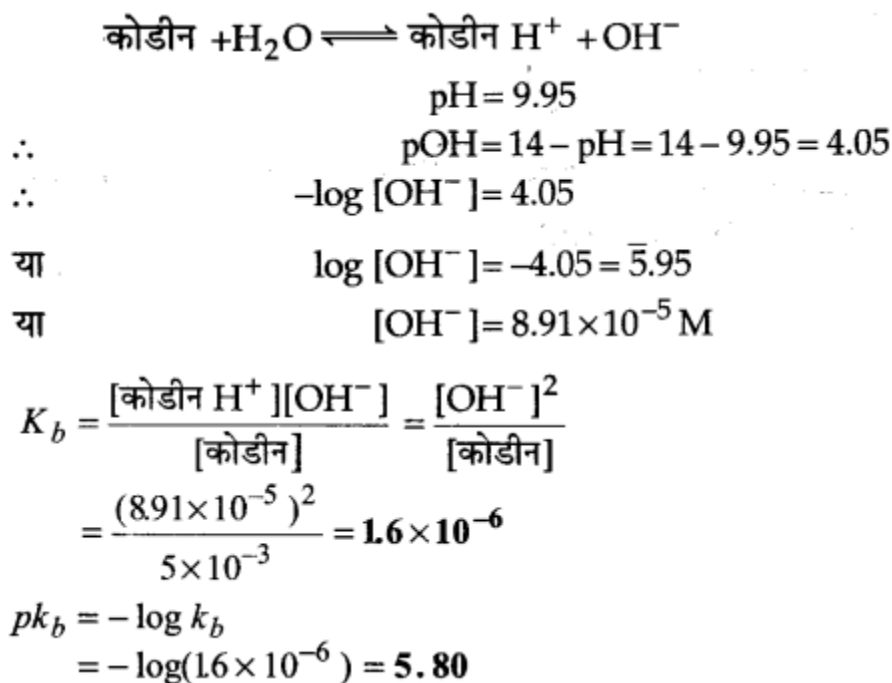 कोडीन +H₂O ⇌ कोडीन H⁺ +OH⁻
pH= 9.95
∴ pOH= 14 – pH= 14 – 9.95 = 4.05
∴ –log [OH⁻]= 4.05
या log [OH⁻]= –4.05 = 5̅.95
या [OH⁻]= 8.91×10⁻⁵ M
K_b = [कोडीन H⁺][OH⁻] / [कोडीन] = [OH⁻]² / [कोडीन]
= (8.91×10⁻⁵)² / 5×10⁻³ = 1.6×10⁻⁶
pk_b = – log k_b
= – log(1.6 × 10⁻⁶) = 5.80